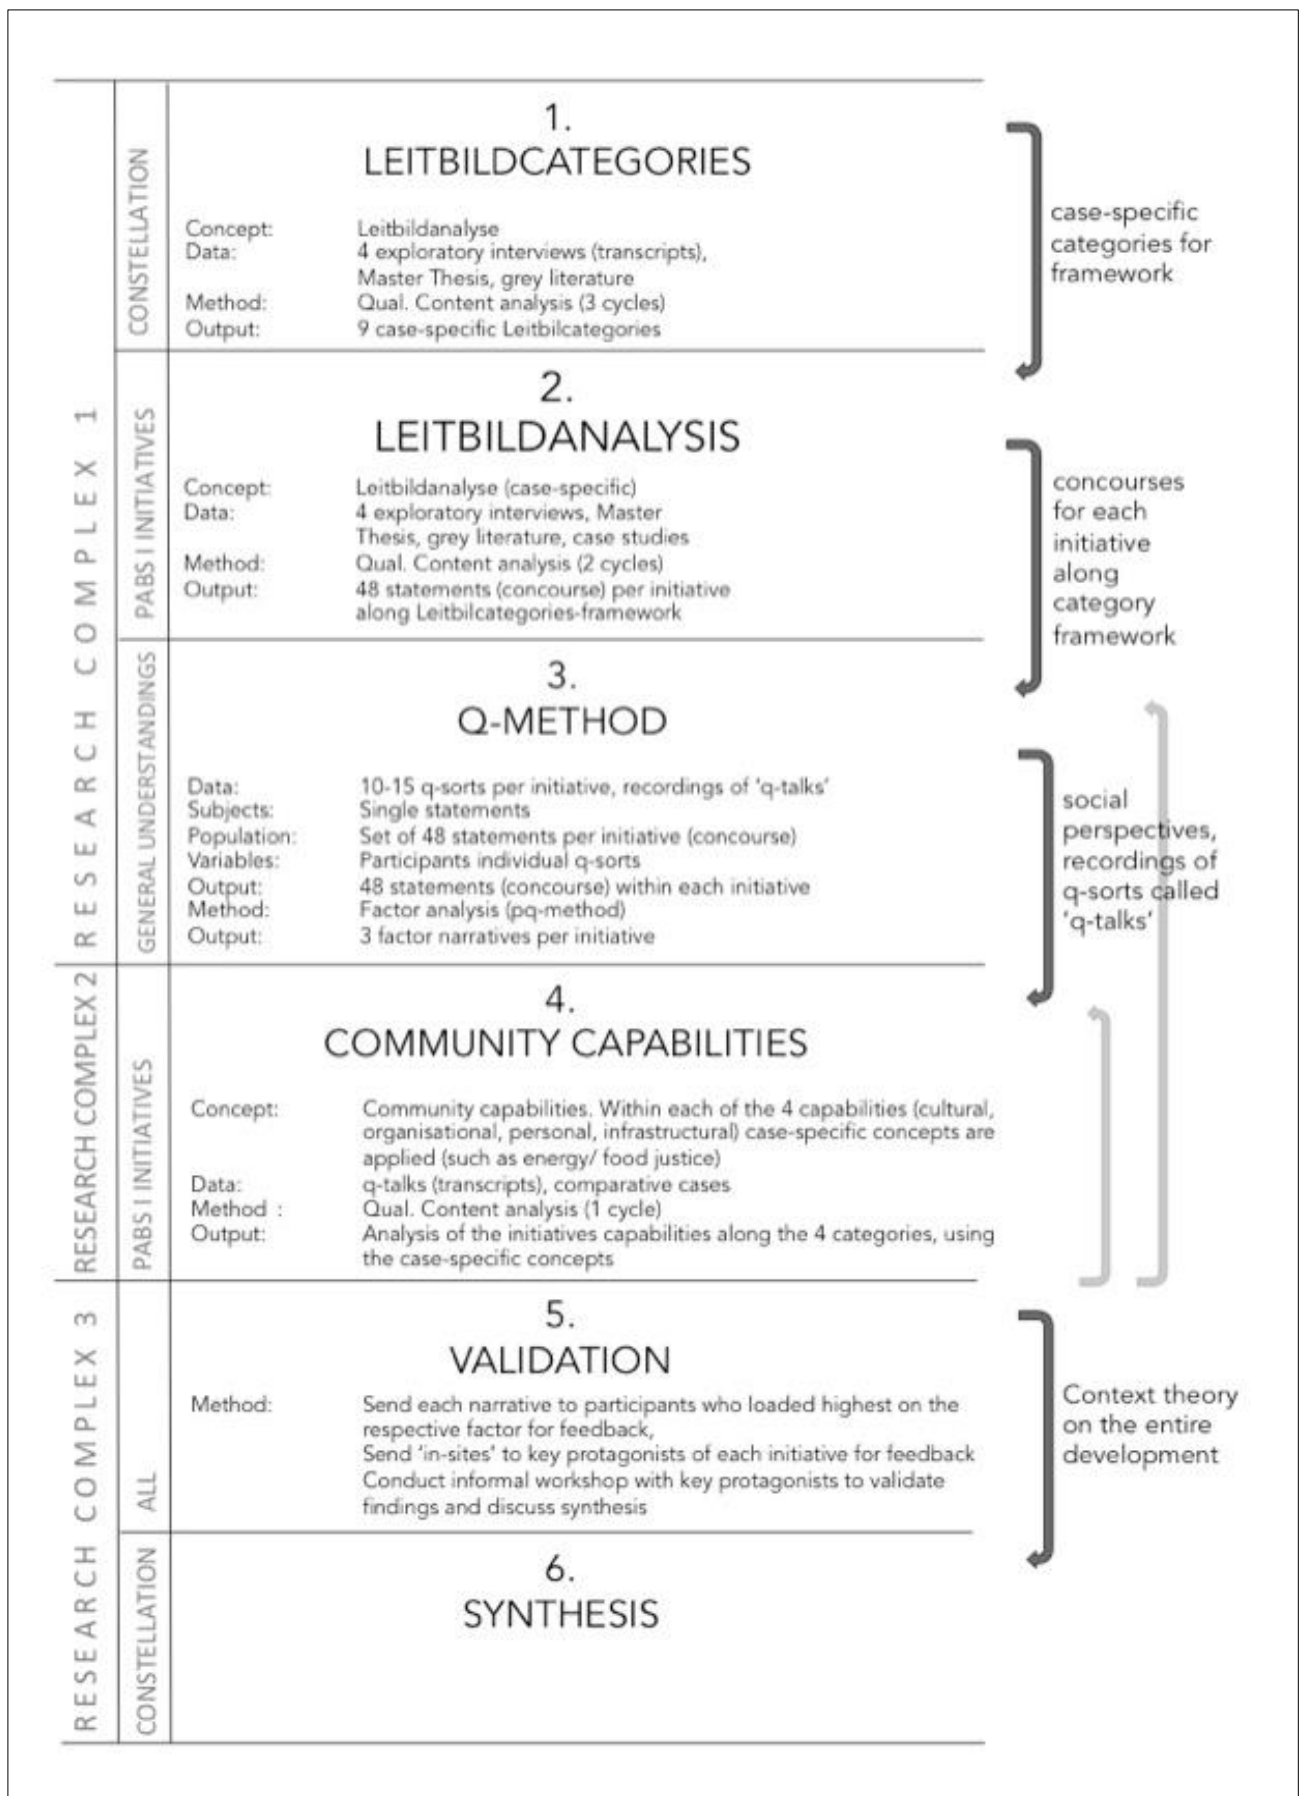 RESEARCH COMPLEX 1
CONSTELLATION
1.
LEITBILDCATEGORIES
Concept: Leitbildanalyse
Data: 4 exploratory interviews (transcripts),
Master Thesis, grey literature
Method: Qual. Content analysis (3 cycles)
Output: 9 case-specific Leitbilcategories
case-specific
categories for
framework
PABS I INITIATIVES
2.
LEITBILDANALYSIS
Concept: Leitbildanalyse (case-specific)
Data: 4 exploratory interviews, Master
Thesis, grey literature, case studies
Method: Qual. Content analysis (2 cycles)
Output: 48 statements (concourse) per initiative
along Leitbilcategories-framework
concourses
for each
initiative
along
category
framework
GENERAL UNDERSTANDINGS
3.
Q-METHOD
Data: 10-15 q-sorts per initiative, recordings of 'q-talks'
Subjects: Single statements
Population: Set of 48 statements per initiative (concourse)
Variables: Participants individual q-sorts
Output: 48 statements (concourse) within each initiative
Method: Factor analysis (pq-method)
Output: 3 factor narratives per initiative
social
perspectives,
recordings of
q-sorts called
'q-talks'
RESEARCH COMPLEX 2
PABS I INITIATIVES
4.
COMMUNITY CAPABILITIES
Concept: Community capabilities. Within each of the 4 capabilities (cultural,
organisational, personal, infrastructural) case-specific concepts are
applied (such as energy/ food justice)
Data: q-talks (transcripts), comparative cases
Method : Qual. Content analysis (1 cycle)
Output: Analysis of the initiatives capabilities along the 4 categories, using
the case-specific concepts
RESEARCH COMPLEX 3
ALL
5.
VALIDATION
Method: Send each narrative to participants who loaded highest on the
respective factor for feedback,
Send 'in-sites' to key protagonists of each initiative for feedback
Conduct informal workshop with key protagonists to validate
findings and discuss synthesis
Context theory
on the entire
development
CONSTELLATION
6.
SYNTHESIS